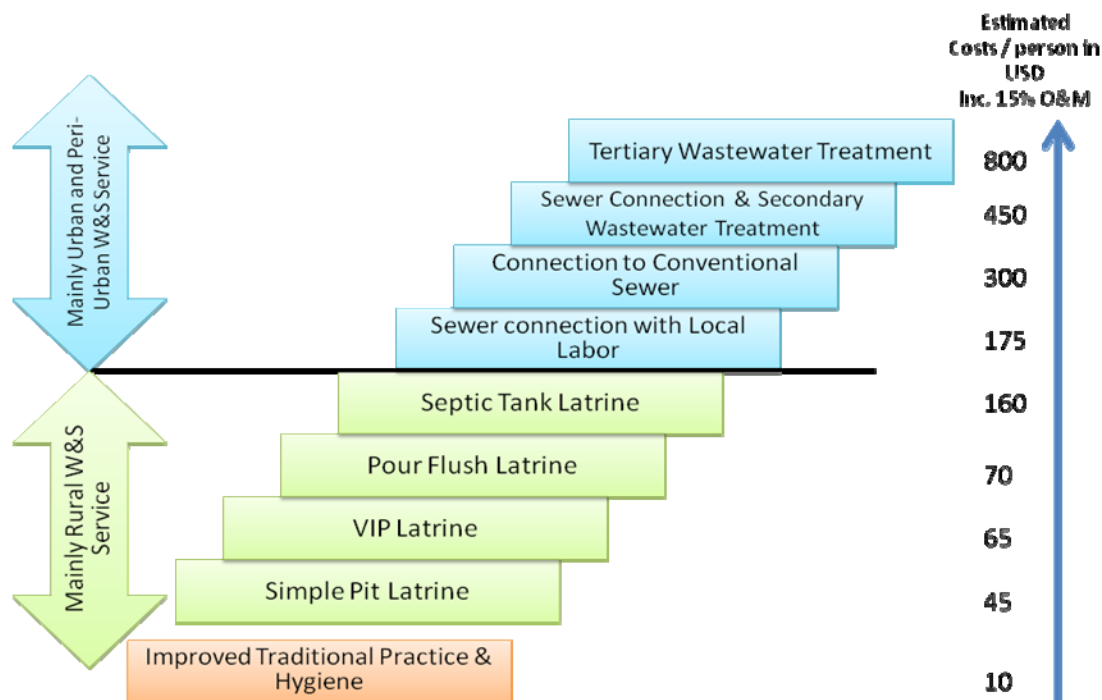 Estimated
Costs / person in
USD
Inc. 15% O&M
Mainly Urban and Peri-
Urban W&S Service
Tertiary Wastewater Treatment
800
Sewer Connection & Secondary
Wastewater Treatment
450
Connection to Conventional
Sewer
300
Sewer connection with Local
Labor
175
Mainly Rural W&S
Service
Septic Tank Latrine
160
Pour Flush Latrine
70
VIP Latrine
65
Simple Pit Latrine
45
Improved Traditional Practice &
Hygiene
10